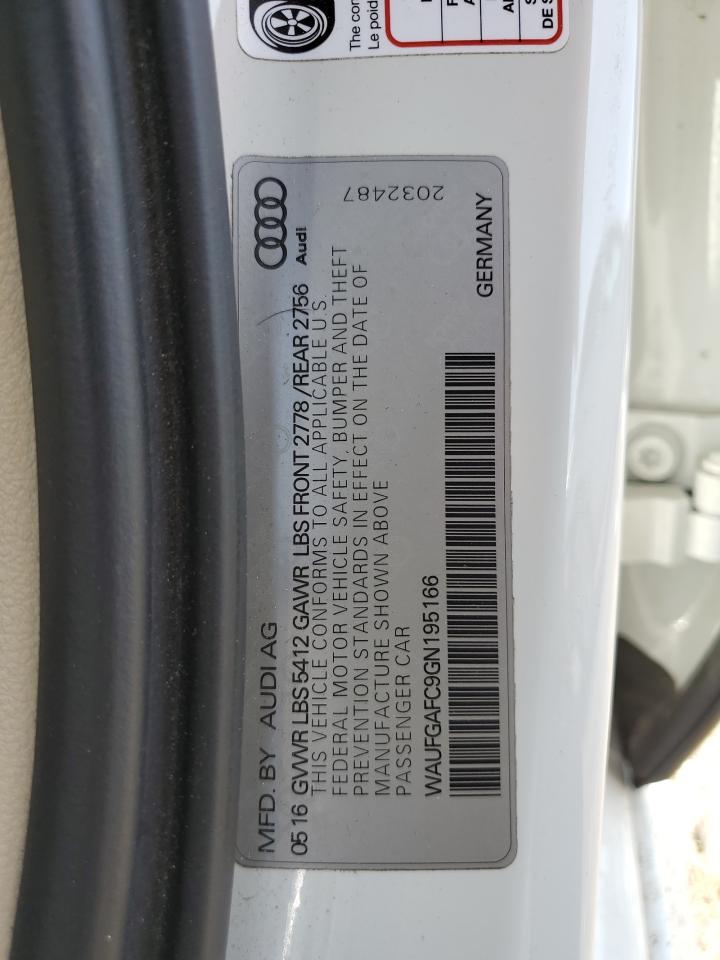 The con
Le poid
MFD. BY AUDI AG
Audi
2032487
05 16 GVWR LBS 5412 GAWR LBS FRONT 2778 / REAR 2756
THIS VEHICLE CONFORMS TO ALL APPLICABLE U S.
FEDERAL MOTOR VEHICLE SAFETY, BUMPER AND THEFT
PREVENTION STANDARDS IN EFFECT ON THE DATE OF
MANUFACTURE SHOWN ABOVE
PASSENGER CAR
WAUFGAFC9GN195166
GERMANY
DE S